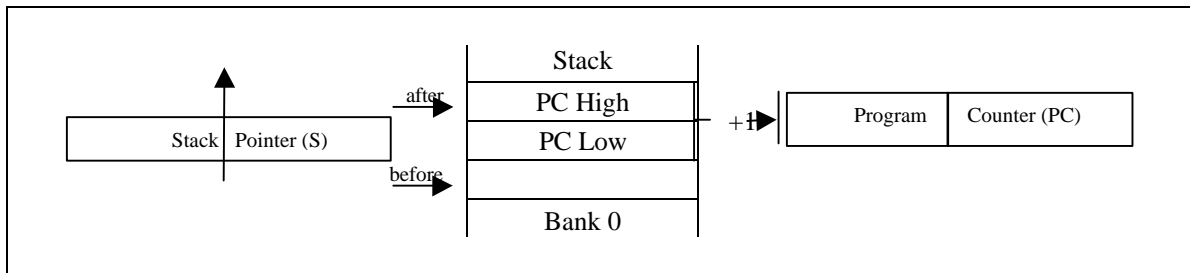 Stack
after
PC High
+1
Program Counter (PC)
Stack Pointer (S)
PC Low
before
Bank 0